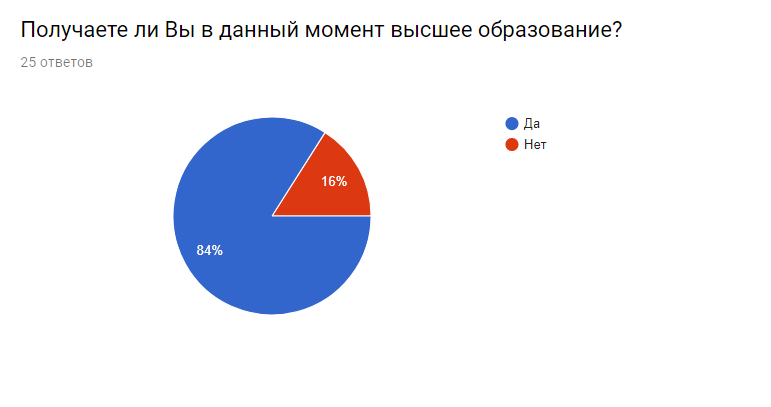 Получаете ли Вы в данный момент высшее образование?
25 ответов
Да
Нет
16%
84%